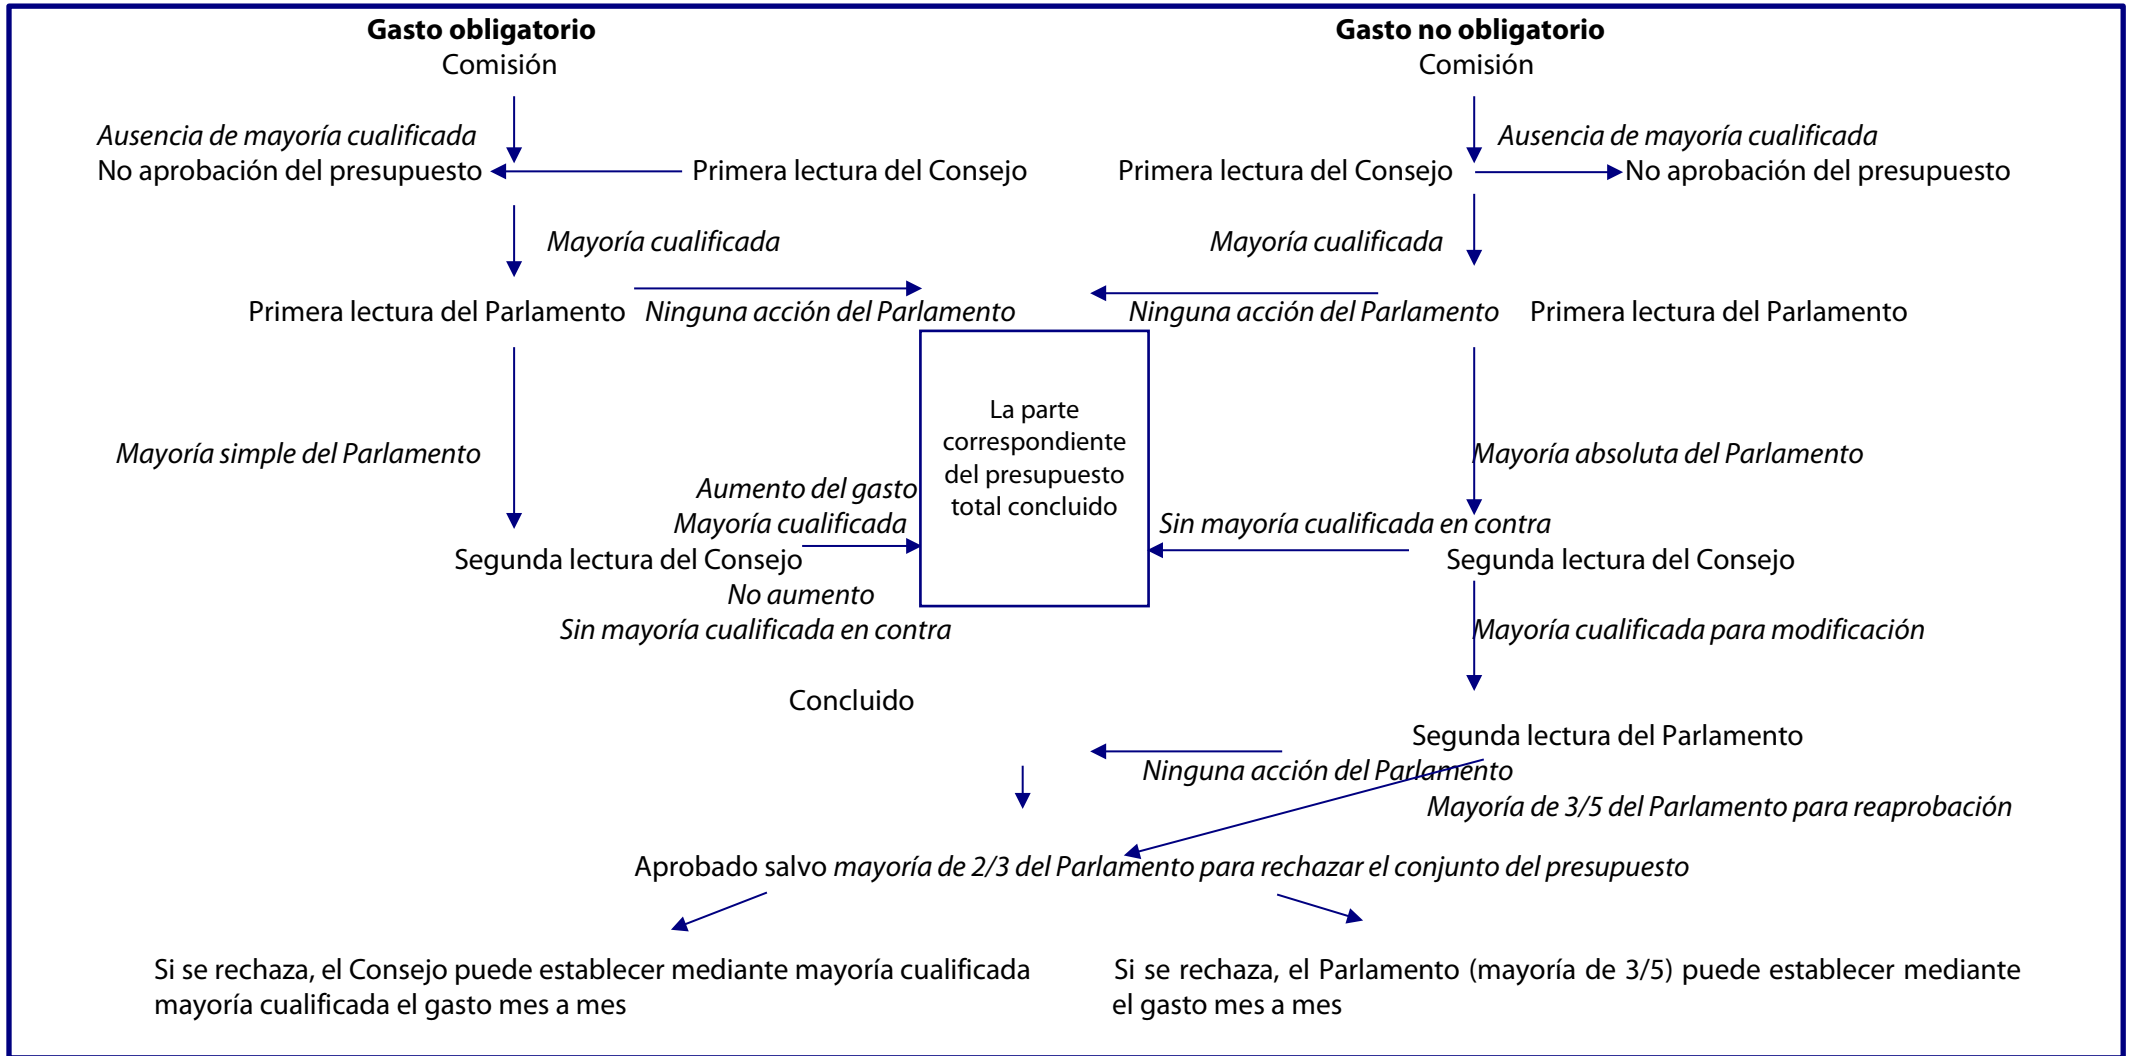 Gasto obligatorio
Gasto no obligatorio
Comisión
Comisión
Ausencia de mayoría cualificada
Ausencia de mayoría cualificada
No aprobación del presupuesto
Primera lectura del Consejo
Primera lectura del Consejo
No aprobación del presupuesto
Mayoría cualificada
Mayoría cualificada
Primera lectura del Parlamento
Ninguna acción del Parlamento
Ninguna acción del Parlamento
Primera lectura del Parlamento
La parte
correspondiente
del presupuesto
total concluido
Mayoría simple del Parlamento
Mayoría absoluta del Parlamento
Aumento del gasto
Mayoría cualificada
Sin mayoría cualificada en contra
Segunda lectura del Consejo
Segunda lectura del Consejo
No aumento
Sin mayoría cualificada en contra
Mayoría cualificada para modificación
Concluido
Segunda lectura del Parlamento
Ninguna acción del Parlamento
Mayoría de 3/5 del Parlamento para reaprobación
Aprobado salvo mayoría de 2/3 del Parlamento para rechazar el conjunto del presupuesto
Si se rechaza, el Consejo puede establecer mediante mayoría cualificada
mayoría cualificada el gasto mes a mes
Si se rechaza, el Parlamento (mayoría de 3/5) puede establecer mediante
el gasto mes a mes